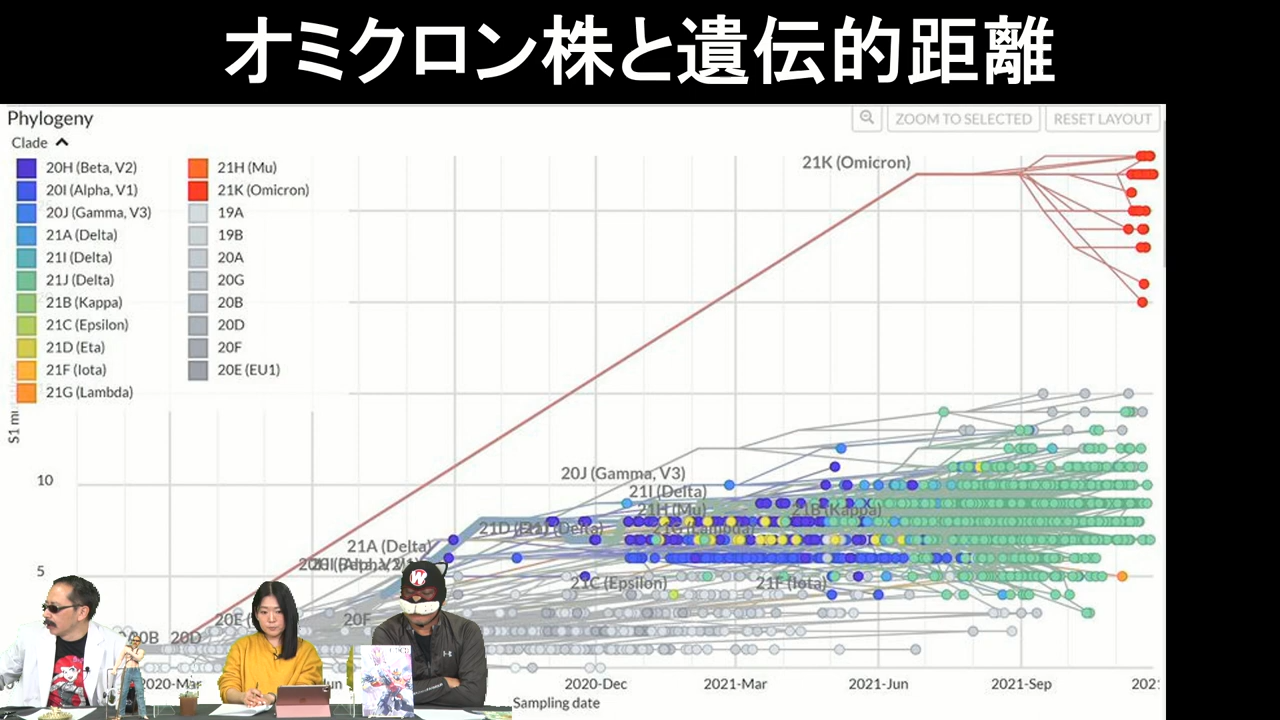 オミクロン株と遺伝的距離
Phylogeny
ZOOM TO SELECTED
RESET LAYOUT
Clade
20H (Beta, V2)
20I (Alpha, V1)
20J (Gamma, V3)
21A (Delta)
21I (Delta)
21J (Delta)
21B (Kappa)
21C (Epsilon)
21D (Eta)
21F (Iota)
21G (Lambda)
21H (Mu)
21K (Omicron)
19A
19B
20A
20G
20B
20D
20F
20E (EU1)
21K (Omicron)
S1 mu
10
5
20J (Gamma, V3)
21I (Delta)
21H (Mu)
21B (Kappa)
21A (Delta)
21C (Epsilon)
21F (Iota)
20E (
20F
20D
W
2020-Mar
2020-Dec
2021-Mar
2021-Jun
2021-Sep
2021
Sampling date